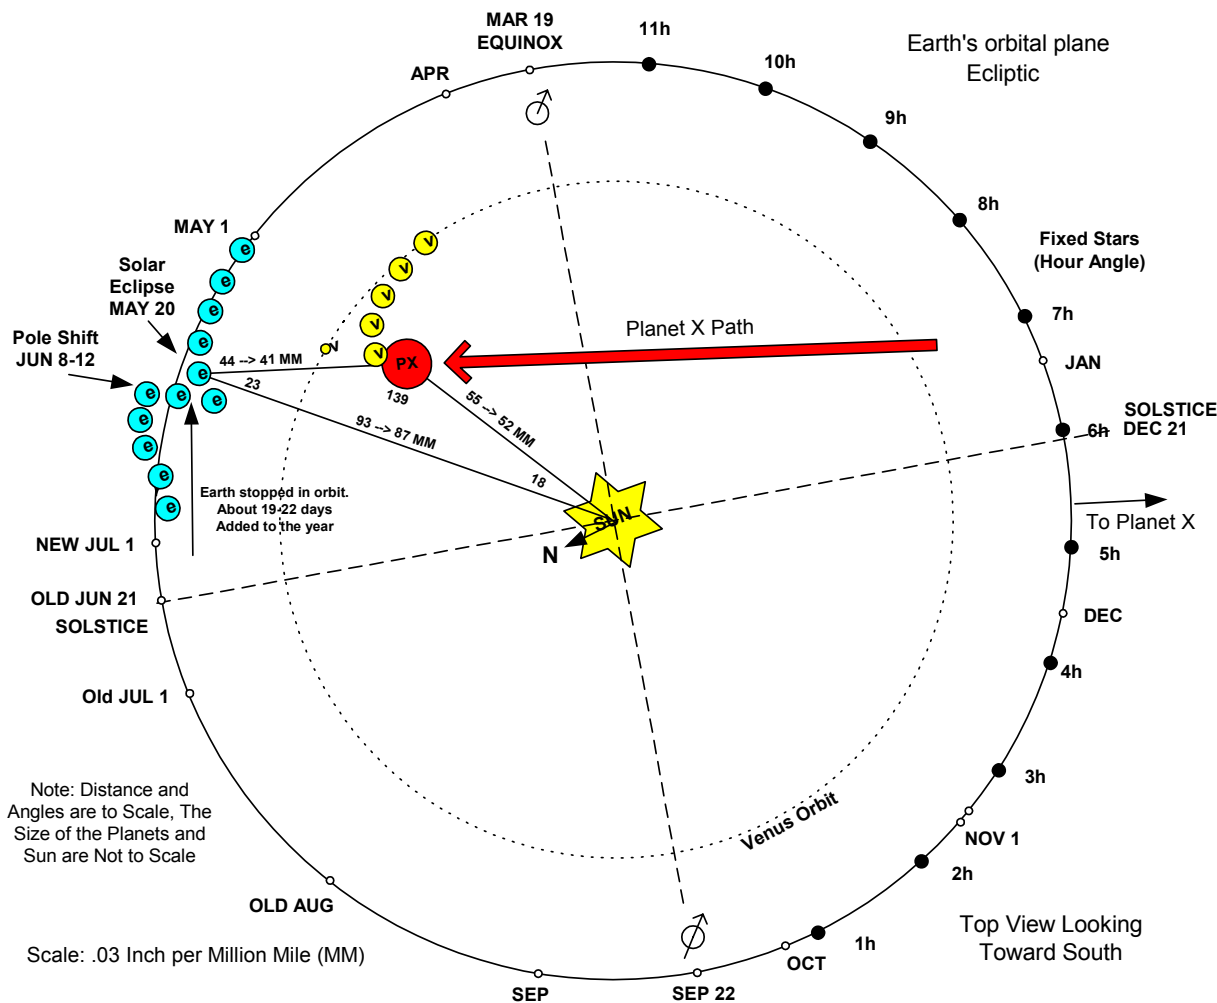 MAR 19
EQUINOX
11h
Earth's orbital plane
Ecliptic
APR
10h
9h
8h
MAY 1
Fixed Stars
(Hour Angle)
Solar
Eclipse
MAY 20
7h
Pole Shift
JUN 8-12
Planet X Path
JAN
e
e
e
e
e
e
e
e
e
e
e
e
v
v
v
v
v
v
PX
44 --> 41 MM
23
139
55 --> 52 MM
93 --> 87 MM
18
SOLSTICE
DEC 21
6h
Earth stopped in orbit.
About 19-22 days
Added to the year
SUN
N
To Planet X
NEW JUL 1
5h
OLD JUN 21
SOLSTICE
DEC
4h
Old JUL 1
3h
Note: Distance and
Angles are to Scale, The
Size of the Planets and
Sun are Not to Scale
Venus Orbit
NOV 1
2h
OLD AUG
1h
Top View Looking
Toward South
Scale: .03 Inch per Million Mile (MM)
OCT
SEP
SEP 22